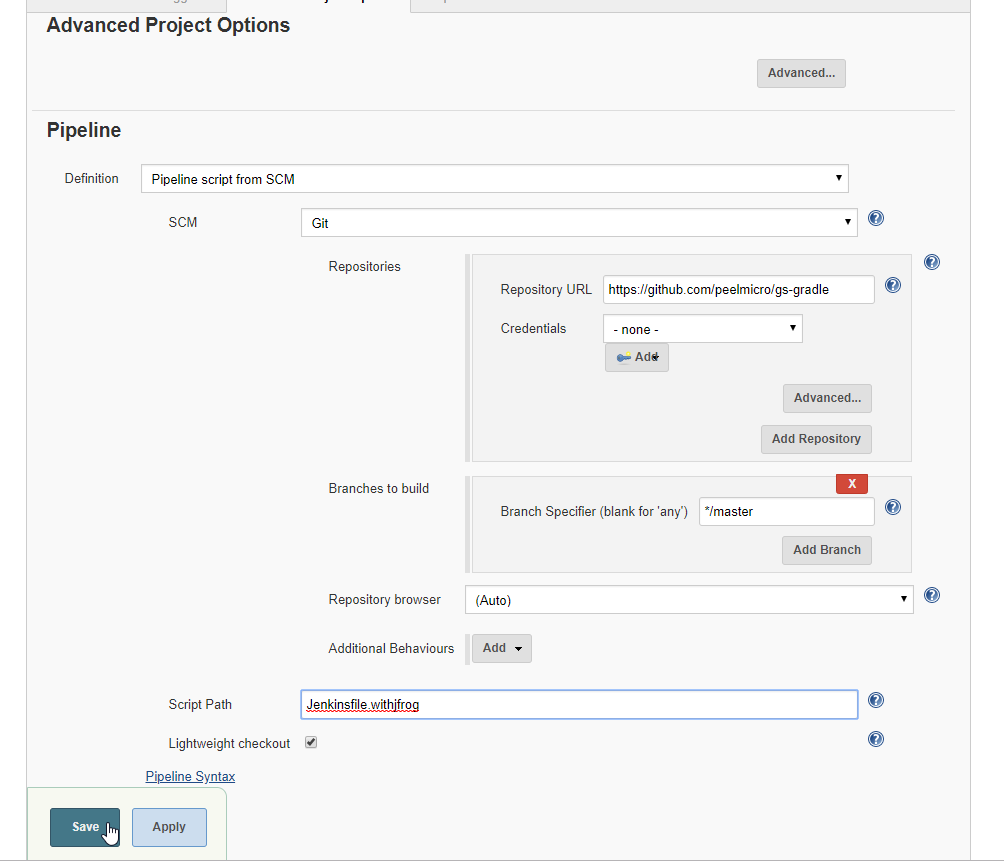 Advanced Project Options
Advanced...
Pipeline
Definition Pipeline script from SCM
SCM Git
Repositories
Repository URL https://github.com/peelmicro/gs-gradle
Credentials - none -
Add
Advanced...
Add Repository
Branches to build
X
Branch Specifier (blank for 'any') */master
Add Branch
Repository browser (Auto)
Additional Behaviours Add
Script Path Jenkinsfile.withjfrog
Lightweight checkout
Pipeline Syntax
Save Apply